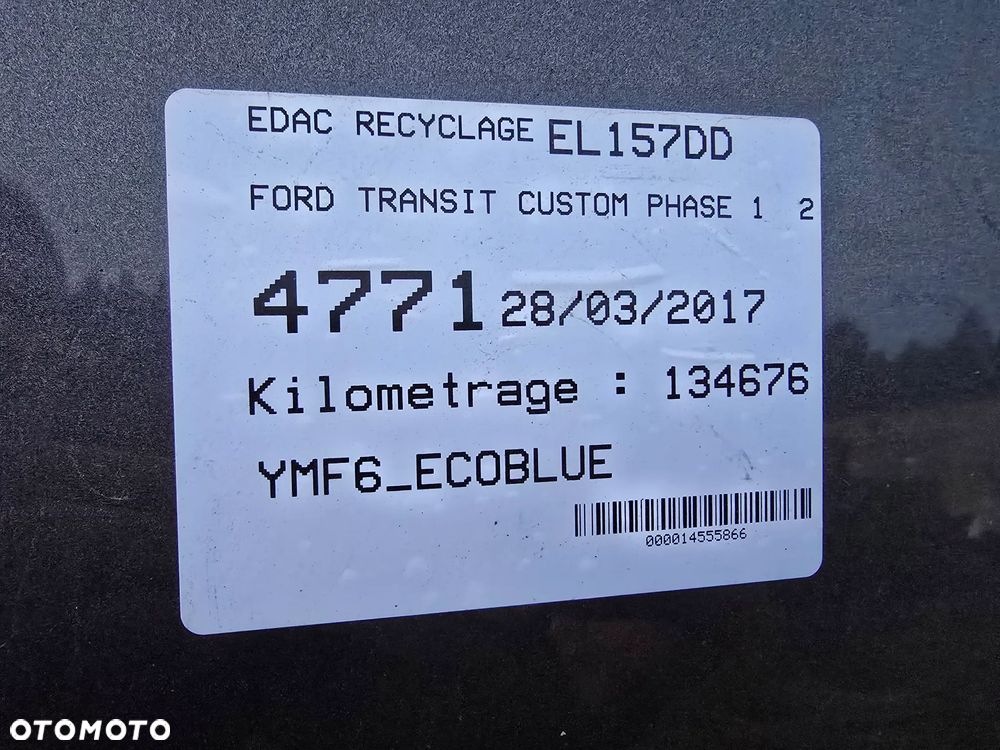 EDAC RECYCLAGE EL157DD
FORD TRANSIT CUSTOM PHASE 1 2
4771 28/03/2017
Kilometrage : 134676
YMF6_ECOBLUE
000014555866
OTOMOTO